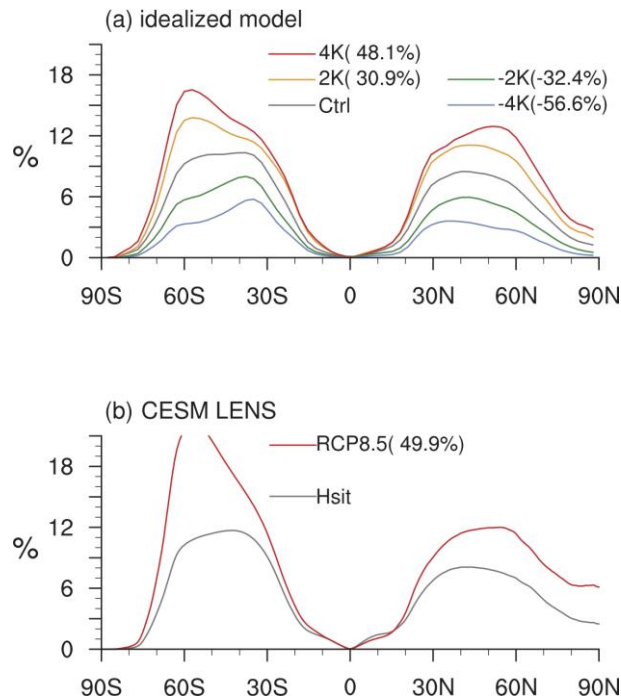 (a) idealized model
4K( 48.1%)
2K( 30.9%) -2K(-32.4%)
Ctrl -4K(-56.6%)
18
12
%
6
0
90S 60S 30S 0 30N 60N 90N
(b) CESM LENS
RCP8.5( 49.9%)
Hsit
18
12
%
6
0
90S 60S 30S 0 30N 60N 90N